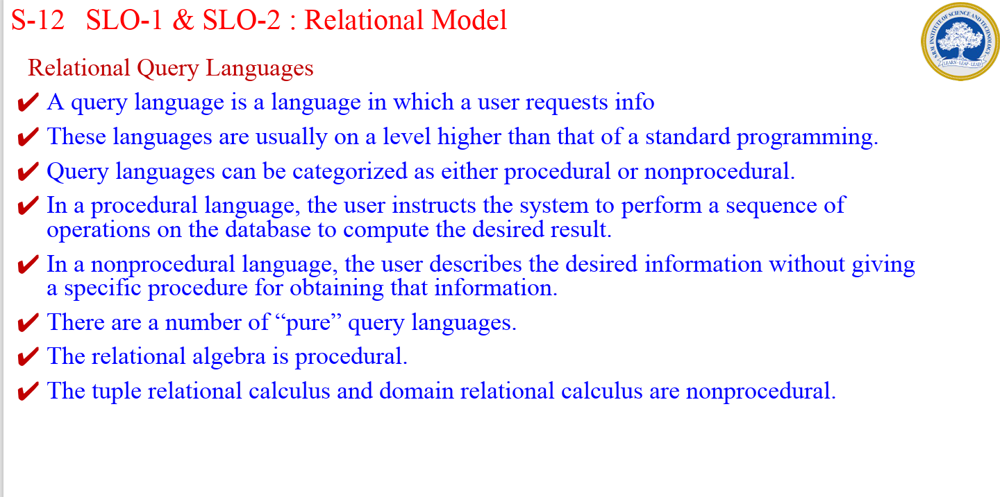 S-12 SLO-1 & SLO-2 : Relational Model
SRM INSTITUTE OF SCIENCE AND TECHNOLOGY
LEARN - LEAP - LEAD
Relational Query Languages
✔ A query language is a language in which a user requests info
✔ These languages are usually on a level higher than that of a standard programming.
✔ Query languages can be categorized as either procedural or nonprocedural.
✔ In a procedural language, the user instructs the system to perform a sequence of
operations on the database to compute the desired result.
✔ In a nonprocedural language, the user describes the desired information without giving
a specific procedure for obtaining that information.
✔ There are a number of “pure” query languages.
✔ The relational algebra is procedural.
✔ The tuple relational calculus and domain relational calculus are nonprocedural.